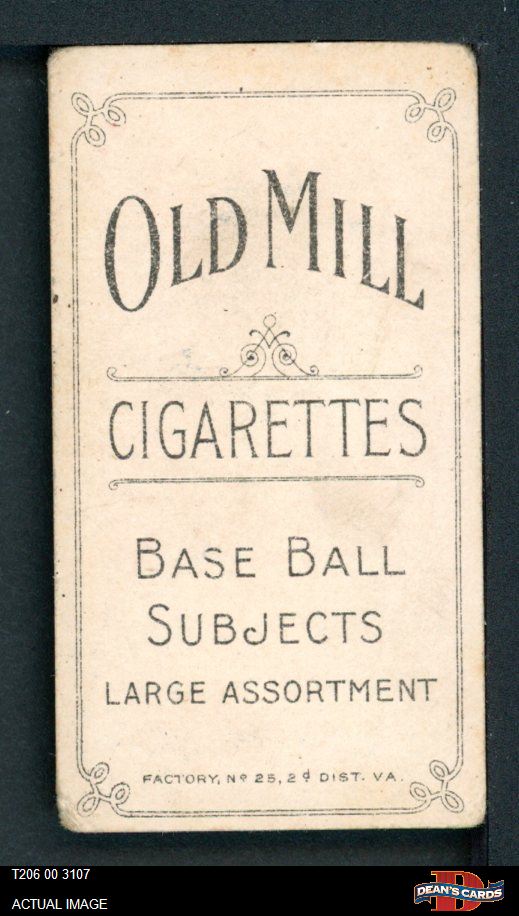 OLD MILL
CIGARETTES
BASE BALL
SUBJECTS
LARGE ASSORTMENT
FACTORY, Nº 25, 2d DIST. VA.
T206 00 3107
ACTUAL IMAGE
D
DEAN'S CARDS